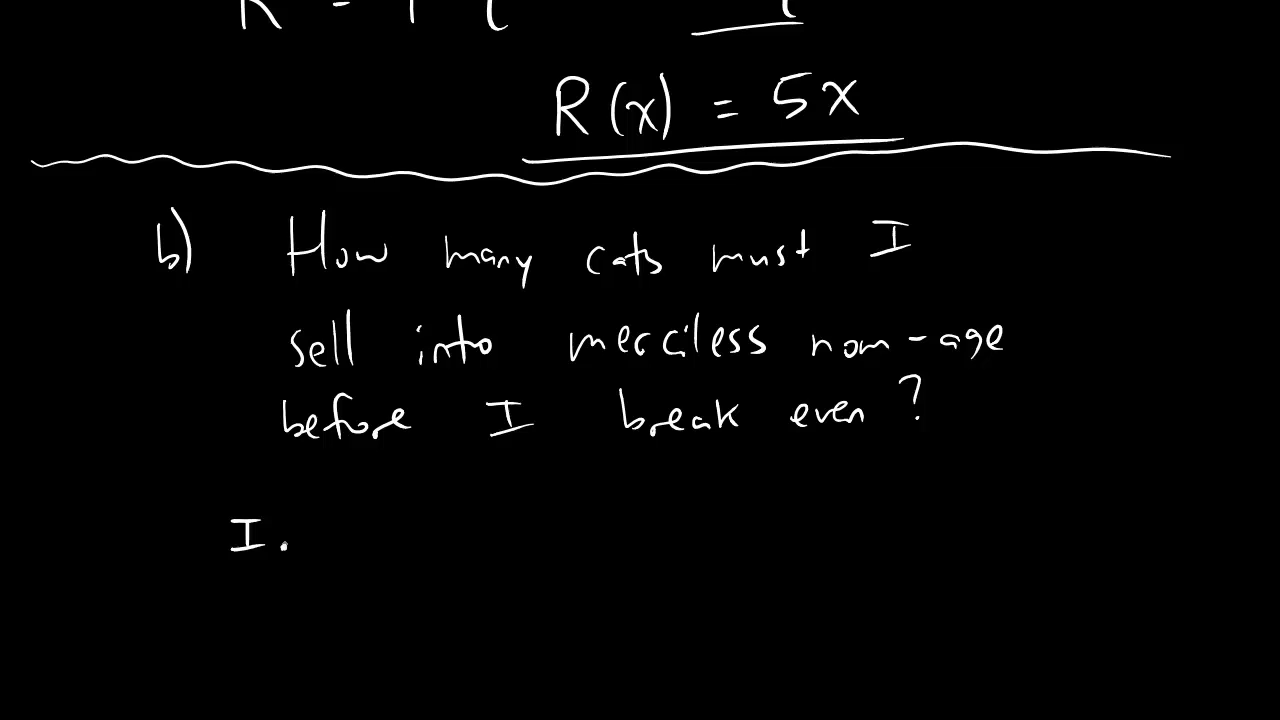 R(x) = 5x
b) How many cats must I
sell into merciless nom-age
before I break even?
I.